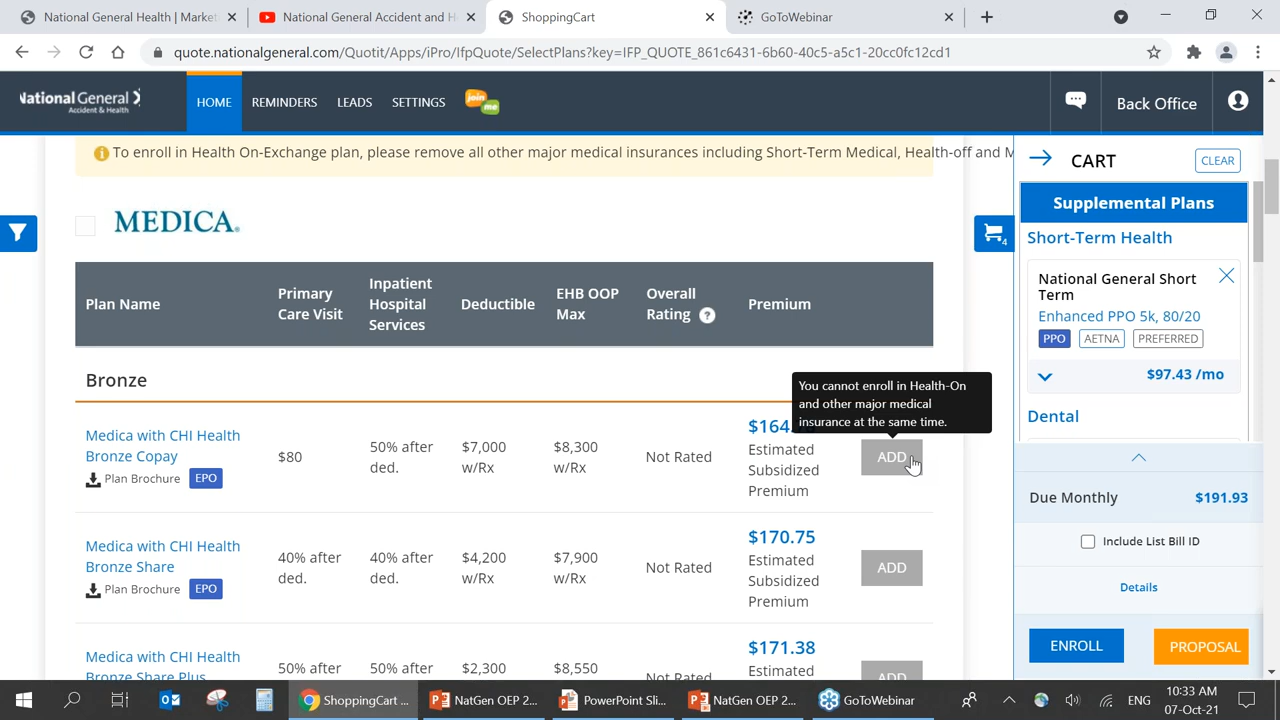 National General Health | Market
National General Accident and H
ShoppingCart
GoToWebinar
quote.nationalgeneral.com/Quotit/Apps/iPro/IfpQuote/SelectPlans?key=IFP_QUOTE_861c6431-6b60-40c5-a5c1-20cc0fc12cd1
National General
Accident & Health
HOME
REMINDERS
LEADS
SETTINGS
join me
Back Office
To enroll in Health On-Exchange plan, please remove all other major medical insurances including Short-Term Medical, Health-off and M
MEDICA®
Plan Name
Primary
Care Visit
Inpatient
Hospital
Services
Deductible
EHB OOP
Max
Overall
Rating ?
Premium
Bronze
You cannot enroll in Health-On
and other major medical
insurance at the same time.
Medica with CHI Health
Bronze Copay
Plan Brochure EPO
$80
50% after
ded.
$7,000
w/Rx
$8,300
w/Rx
Not Rated
$164.
Estimated
Subsidized
Premium
ADD
Medica with CHI Health
Bronze Share
Plan Brochure EPO
40% after
ded.
40% after
ded.
$4,200
w/Rx
$7,900
w/Rx
Not Rated
$170.75
Estimated
Subsidized
Premium
ADD
Medica with CHI Health
Bronze Share Plus
50% after
50% after
$2,300
$8,550
$171.38
Estimated
ADD
CART
CLEAR
4
Supplemental Plans
Short-Term Health
National General Short
Term
Enhanced PPO 5k, 80/20
PPO AETNA PREFERRED
$97.43 /mo
Dental
Due Monthly $191.93
Include List Bill ID
Details
ENROLL
PROPOSAL
ShoppingCart ...
NatGen OEP 2...
PowerPoint Sli...
NatGen OEP 2...
GoToWebinar
ENG
10:33 AM
07-Oct-21